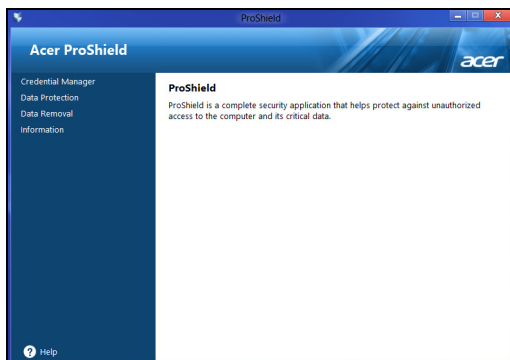 ProShield
Acer ProShield
acer
Credential Manager
Data Protection
Data Removal
Information
ProShield
ProShield is a complete security application that helps protect against unauthorized
access to the computer and its critical data.
? Help